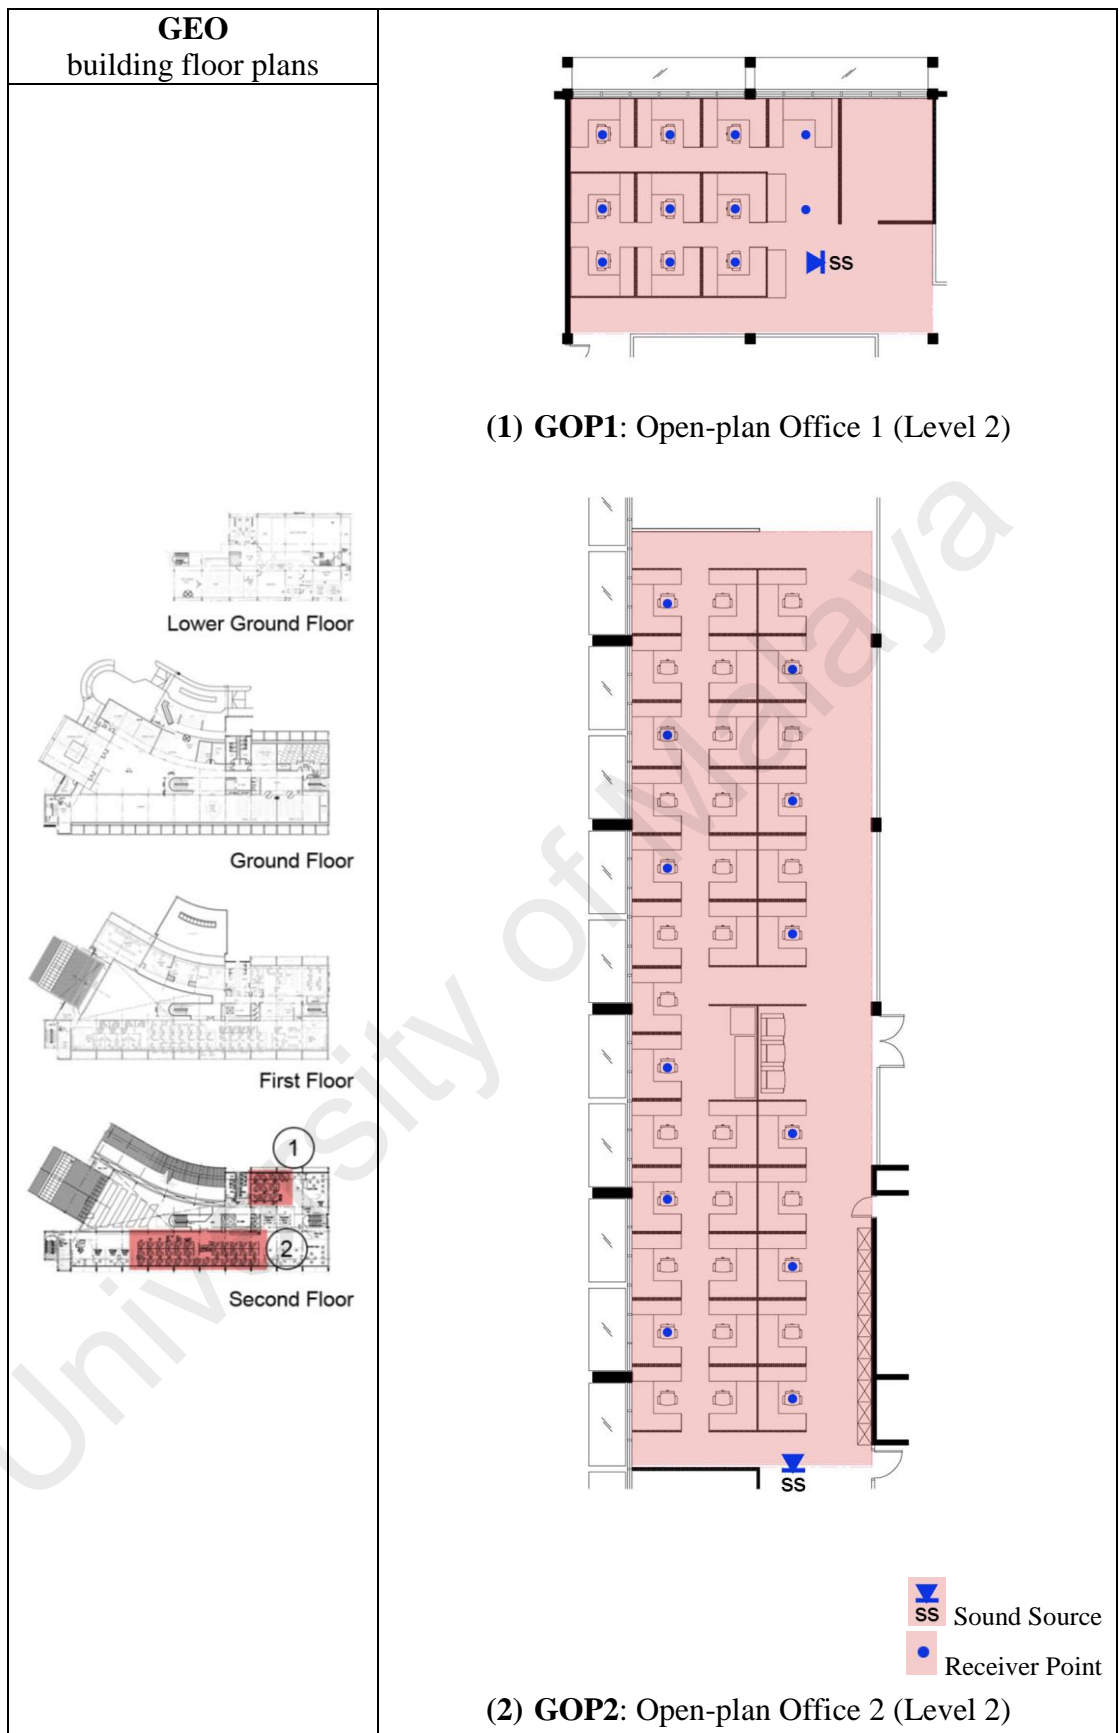 GEO
building floor plans
SS
(1) GOP1: Open-plan Office 1 (Level 2)
Lower Ground Floor
Ground Floor
First Floor
1
2
Second Floor
SS
SS Sound Source
Receiver Point
(2) GOP2: Open-plan Office 2 (Level 2)
University of Malaya